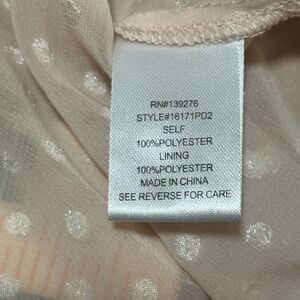 RN#139276
STYLE#16171PD2
SELF
100%POLYESTER
LINING
100%POLYESTER
MADE IN CHINA
SEE REVERSE FOR CARE